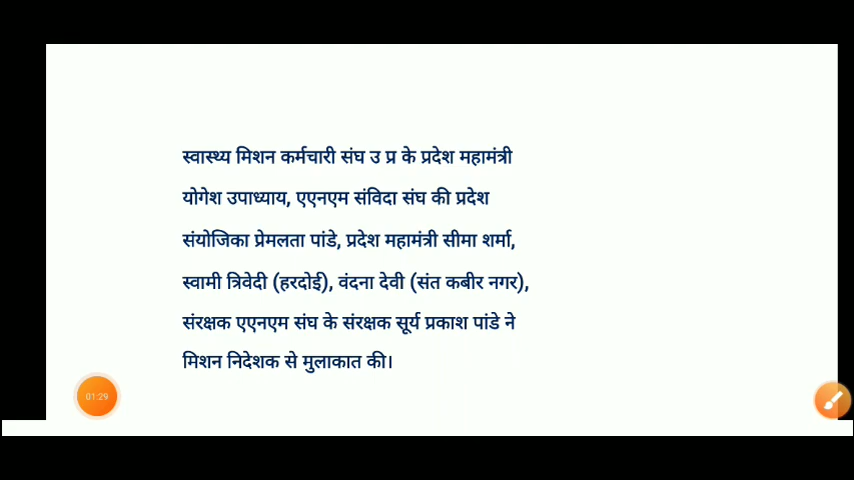 स्वास्थ्य मिशन कर्मचारी संघ उ प्र के प्रदेश महामंत्री
योगेश उपाध्याय, एएनएम संविदा संघ की प्रदेश
संयोजिका प्रेमलता पांडे, प्रदेश महामंत्री सीमा शर्मा,
स्वामी त्रिवेदी (हरदोई), वंदना देवी (संत कबीर नगर),
संरक्षक एएनएम संघ के संरक्षक सूर्य प्रकाश पांडे ने
मिशन निदेशक से मुलाकात की।
01:29